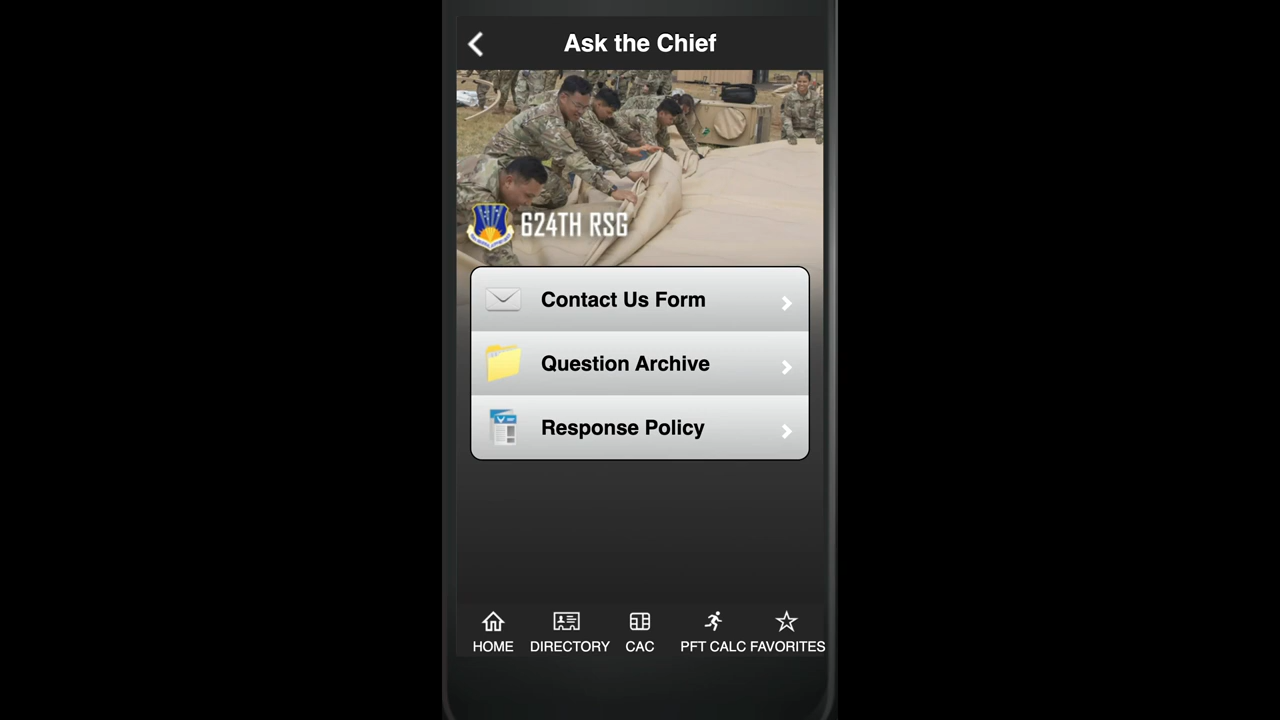 Ask the Chief
624TH RSG
Contact Us Form
Question Archive
Response Policy
HOME DIRECTORY CAC PFT CALC FAVORITES